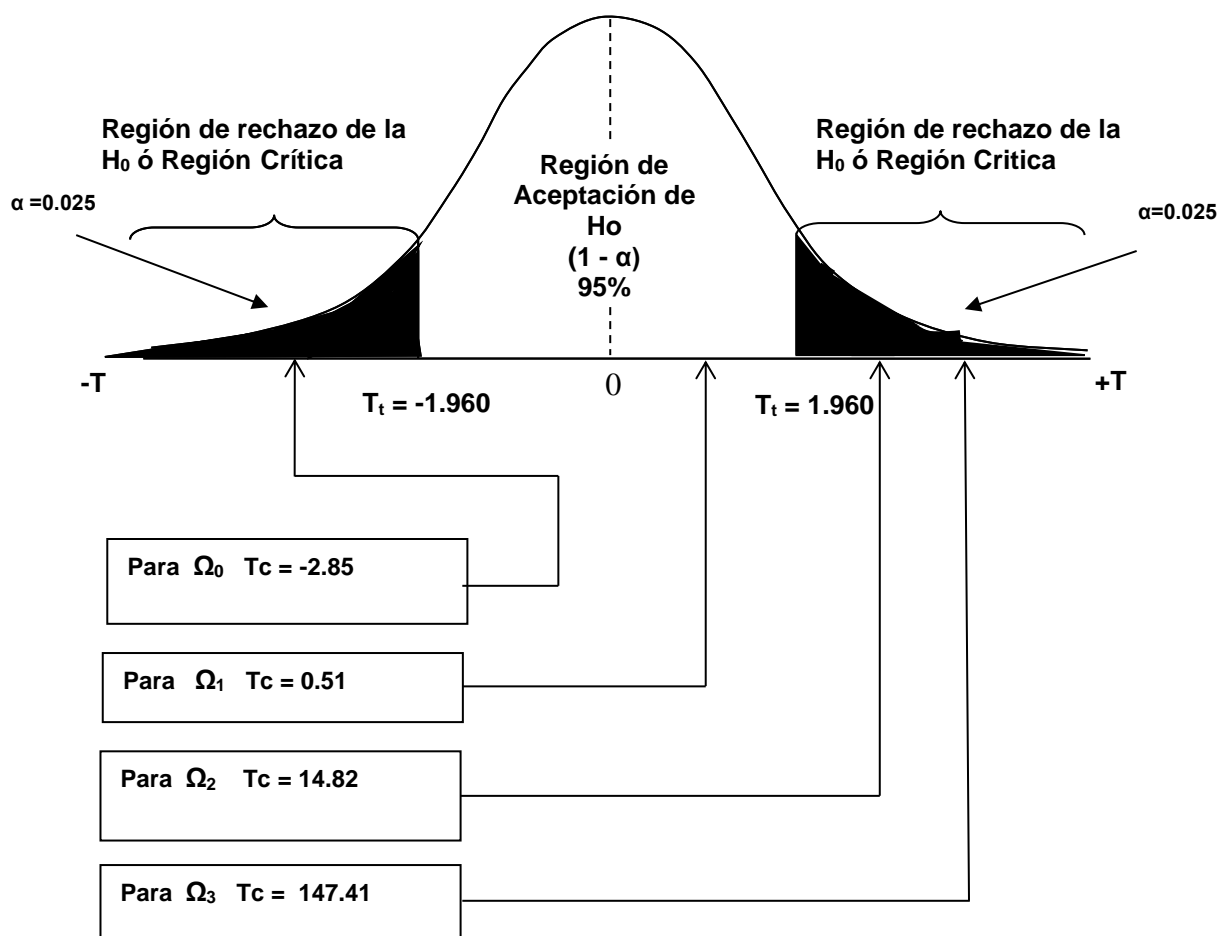 Región de rechazo de la
H₀ ó Región Crítica
Región de rechazo de la
H₀ ó Región Critica
Región de
Aceptación de
Ho
(1 - α)
95%
α =0.025
α=0.025
-T
0
+T
Tₜ = -1.960
Tₜ = 1.960
Para Ω₀ Tc = -2.85
Para Ω₁ Tc = 0.51
Para Ω₂ Tc = 14.82
Para Ω₃ Tc = 147.41